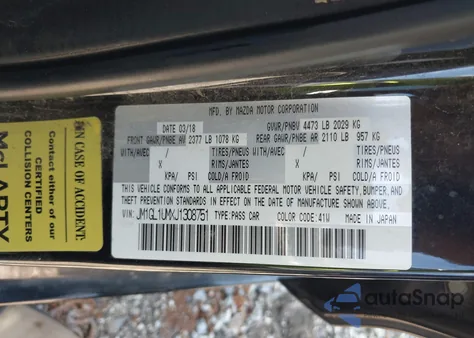 MFD. BY MAZDA MOTOR CORPORATION
DATE 03/18 GVWR/PNBV 4473 LB 2029 KG
FRONT GAWR/PNBE AV 2377 LB 1078 KG REAR GAWR/PNBE AR 2110 LB 957 KG
WITH/AVEC / TIRES/PNEUS WITH/AVEC / TIRES/PNEUS
X RIMS/JANTES X RIMS/JANTES
KPA/ PSI COLD/A FROID KPA/ PSI COLD/A FROID
THIS VEHICLE CONFORMS TO ALL APPLICABLE FEDERAL MOTOR VEHICLE SAFETY, BUMPER, AND
THEFT PREVENTION STANDARDS IN EFFECT ON THE DATE OF MANUFACTURE SHOWN ABOVE.
VIN: JM1GL1UMXJ1308751 TYPE: PASS CAR COLOR CODE: 41W MADE IN JAPAN
IN CASE OF ACCIDENT:
Contact either of our
CERTIFIED
COLLISION CENTERS
McLARTY
autoSnap